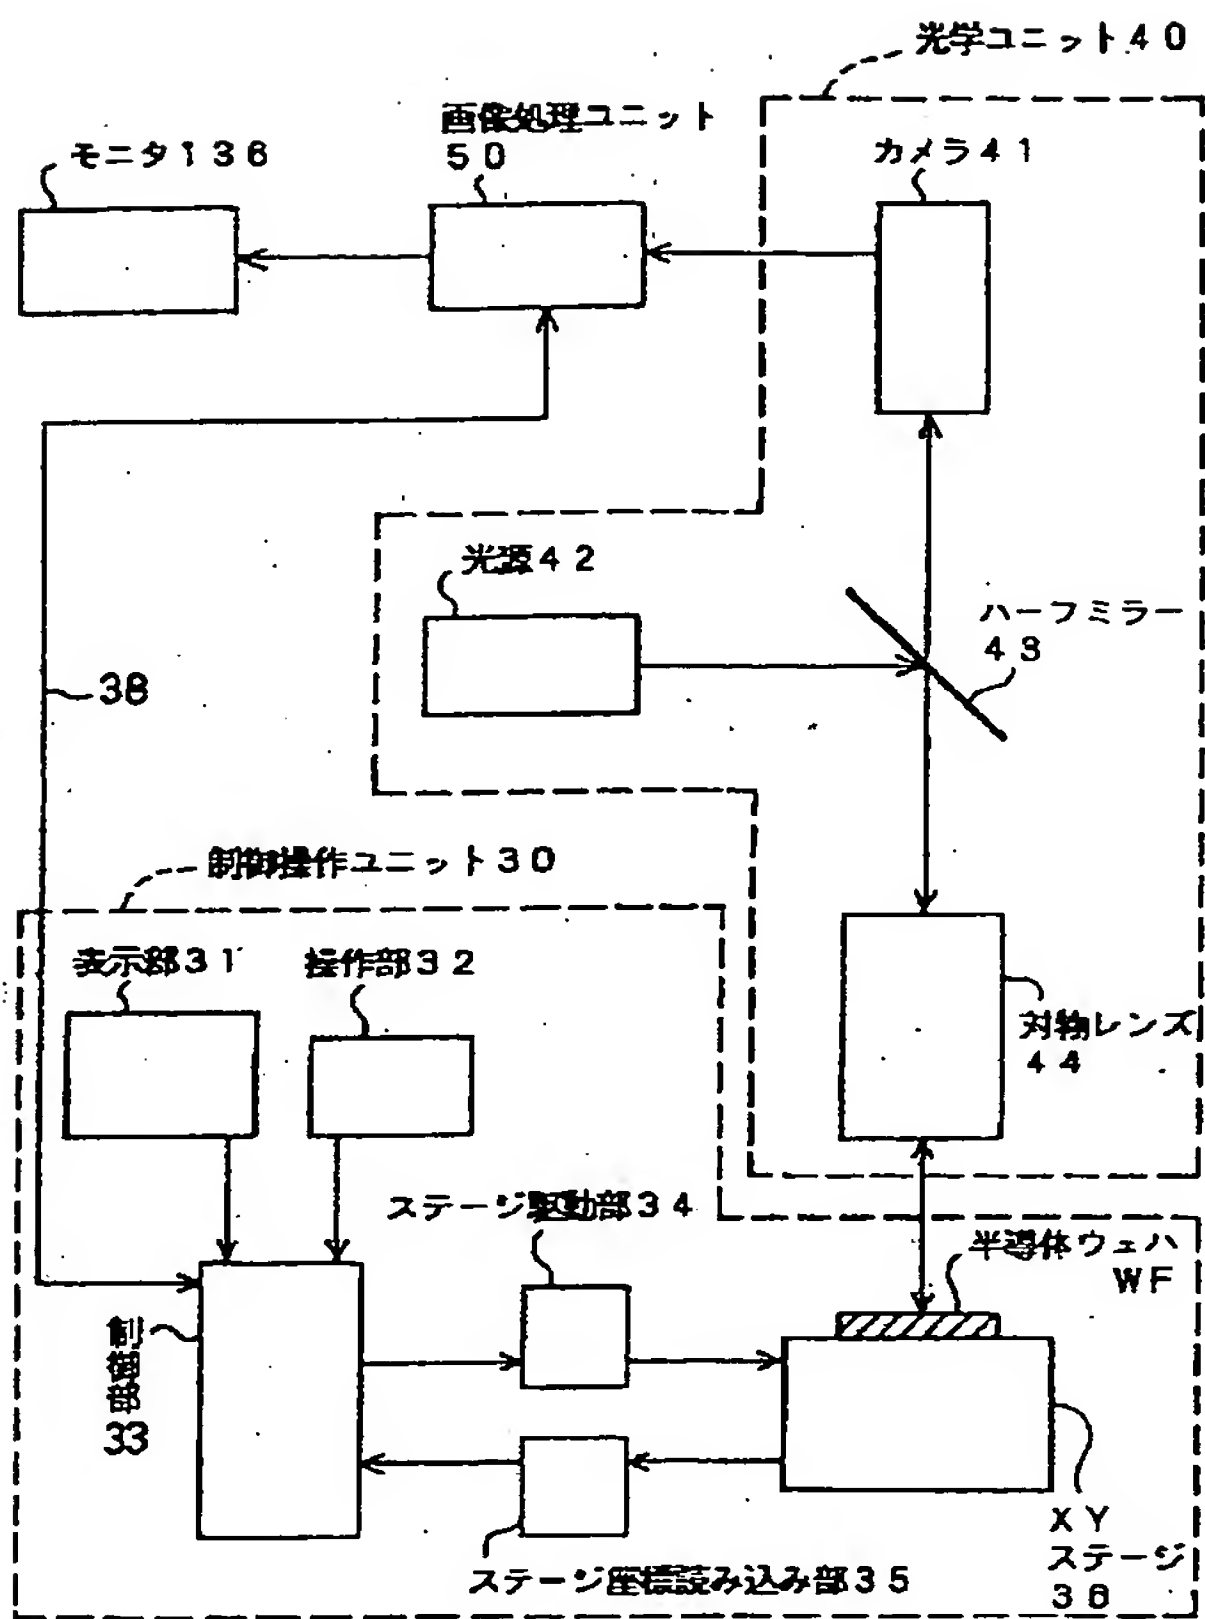 光学ユニット40
画像処理ユニット
50
モニタ136
カメラ41
光源42
ハーフミラー
43
38
制御操作ユニット30
表示部31
操作部32
対物レンズ
44
ステージ駆動部34
半導体ウェハ
WF
制御部
33
XY
ステージ
36
ステージ座標読み込み部35